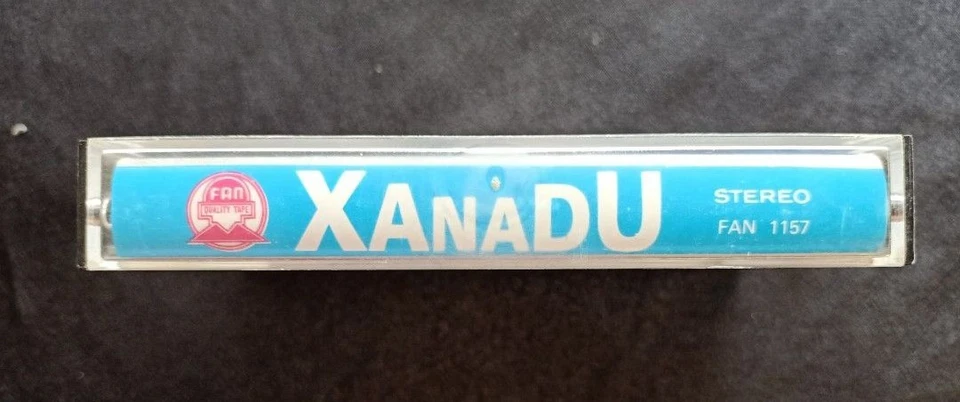 FAN
QUALITY TAPE
XANADU
STEREO
FAN 1157